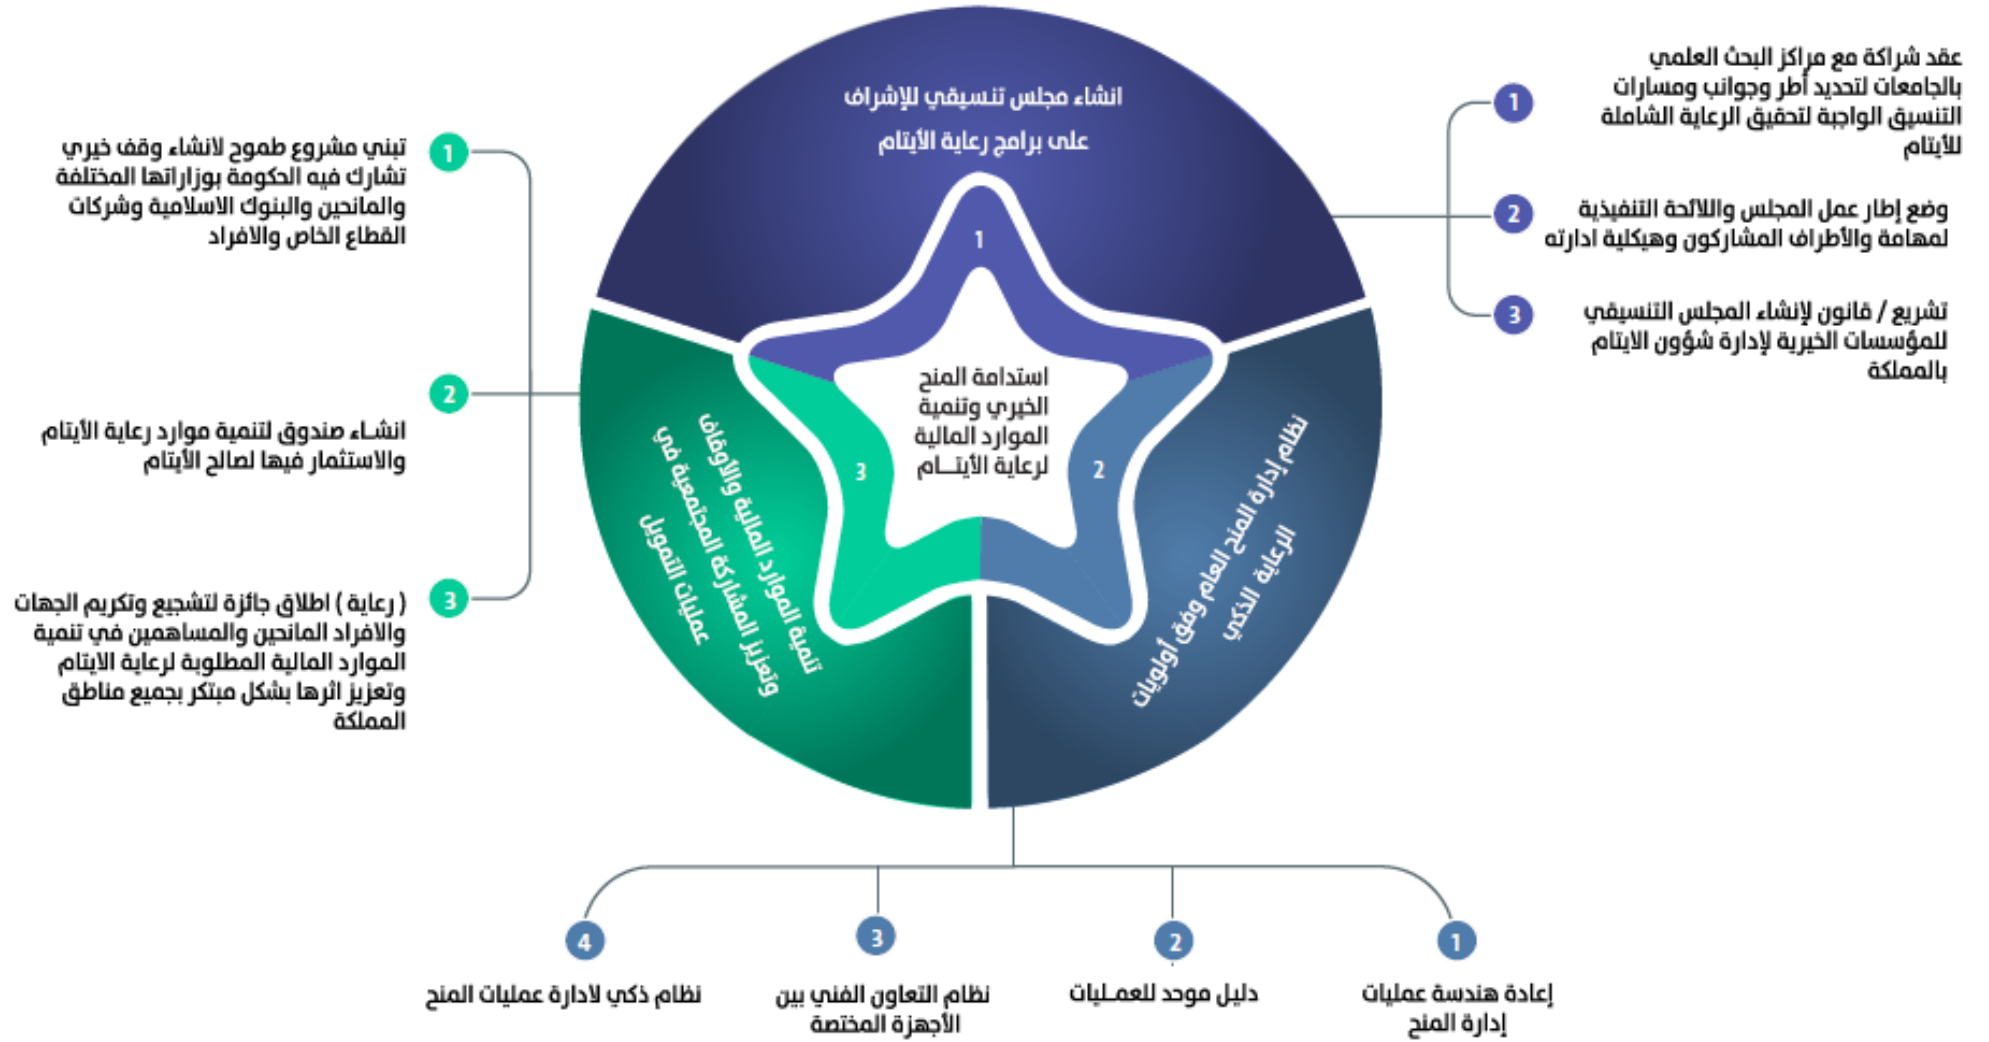 انشاء مجلس تنسيقي للإشراف
على برامج رعاية الأيتام
1
استدامة المنح
الخيري وتنمية
الموارد المالية
لرعاية الأيتـــام
2
3
نظام إدارة المنح العام وفق أولويات
الرعاية الذكي
تنمية الموارد المالية والأوقاف
وتعزيز المشاركة المجتمعية في
عمليات التمويل
1
عقد شراكة مع مراكز البحث العلمي
بالجامعات لتحديد أطر وجوانب ومسارات
التنسيق الواجبة لتحقيق الرعاية الشاملة
للأيتام
2
وضع إطار عمل المجلس واللائحة التنفيذية
لمهامة والأطراف المشاركون وهيكلية ادارته
3
تشريع / قانون لإنشاء المجلس التنسيقي
للمؤسسات الخيرية لإدارة شؤون الايتام
بالمملكة
1
إعادة هندسة عمليات
إدارة المنح
2
دليل موحد للعمـليات
3
نظام التعاون الفني بين
الأجهزة المختصة
4
نظام ذكي لادارة عمليات المنح
1
تبني مشروع طموح لانشاء وقف خيري
تشارك فيه الحكومة بوزاراتها المختلفة
والمانحين والبنوك الاسلامية وشركات
القطاع الخاص والافراد
2
انشـاء صندوق لتنمية موارد رعاية الأيتام
والاستثمار فيها لصالح الأيتام
3
( رعاية ) اطلاق جائزة لتشجيع وتكريم الجهات
والافراد المانحين والمساهمين في تنمية
الموارد المالية المطلوبة لرعاية الايتام
وتعزيز اثرها بشكل مبتكر بجميع مناطق
المملكة